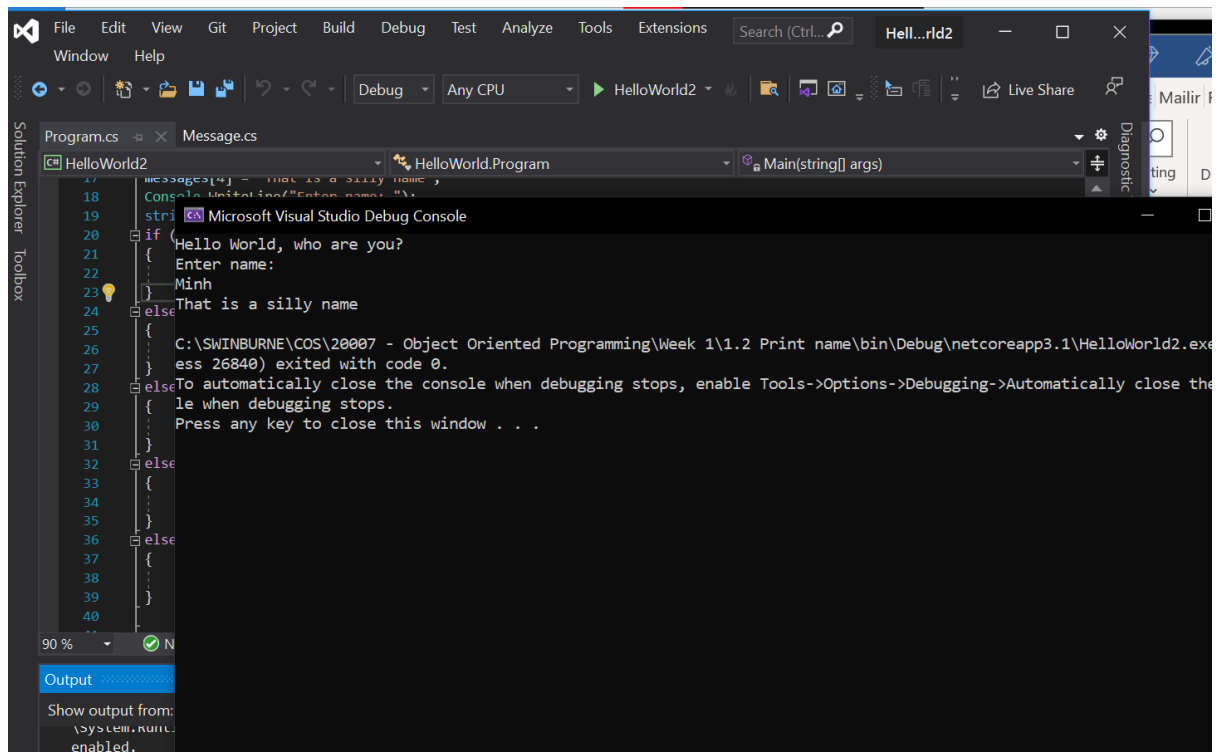 File Edit View Git Project Build Debug Test Analyze Tools Extensions Search (Ctrl... Hell...rld2
Window Help
Debug Any CPU HelloWorld2 Live Share
Mailir
Program.cs Message.cs
HelloWorld2 HelloWorld.Program Main(string[] args)
Solution Explorer
Toolbox
Diagnostic
ting
17 messages[4] = "That is a silly name";
18 Console.WriteLine("Enter name: ");
19 stri
20 if (
21 {
22
23 }
24 else
25 {
26
27 }
28 else
29 {
30
31 }
32 else
33 {
34
35 }
36 else
37 {
38
39 }
40
Microsoft Visual Studio Debug Console
Hello World, who are you?
Enter name:
Minh
That is a silly name
C:\SWINBURNE\COS\20007 - Object Oriented Programming\Week 1\1.2 Print name\bin\Debug\netcoreapp3.1\HelloWorld2.exe
ess 26840) exited with code 0.
To automatically close the console when debugging stops, enable Tools->Options->Debugging->Automatically close the
le when debugging stops.
Press any key to close this window . . .
90 % N
Output
Show output from:
\System.Runt
enabled.